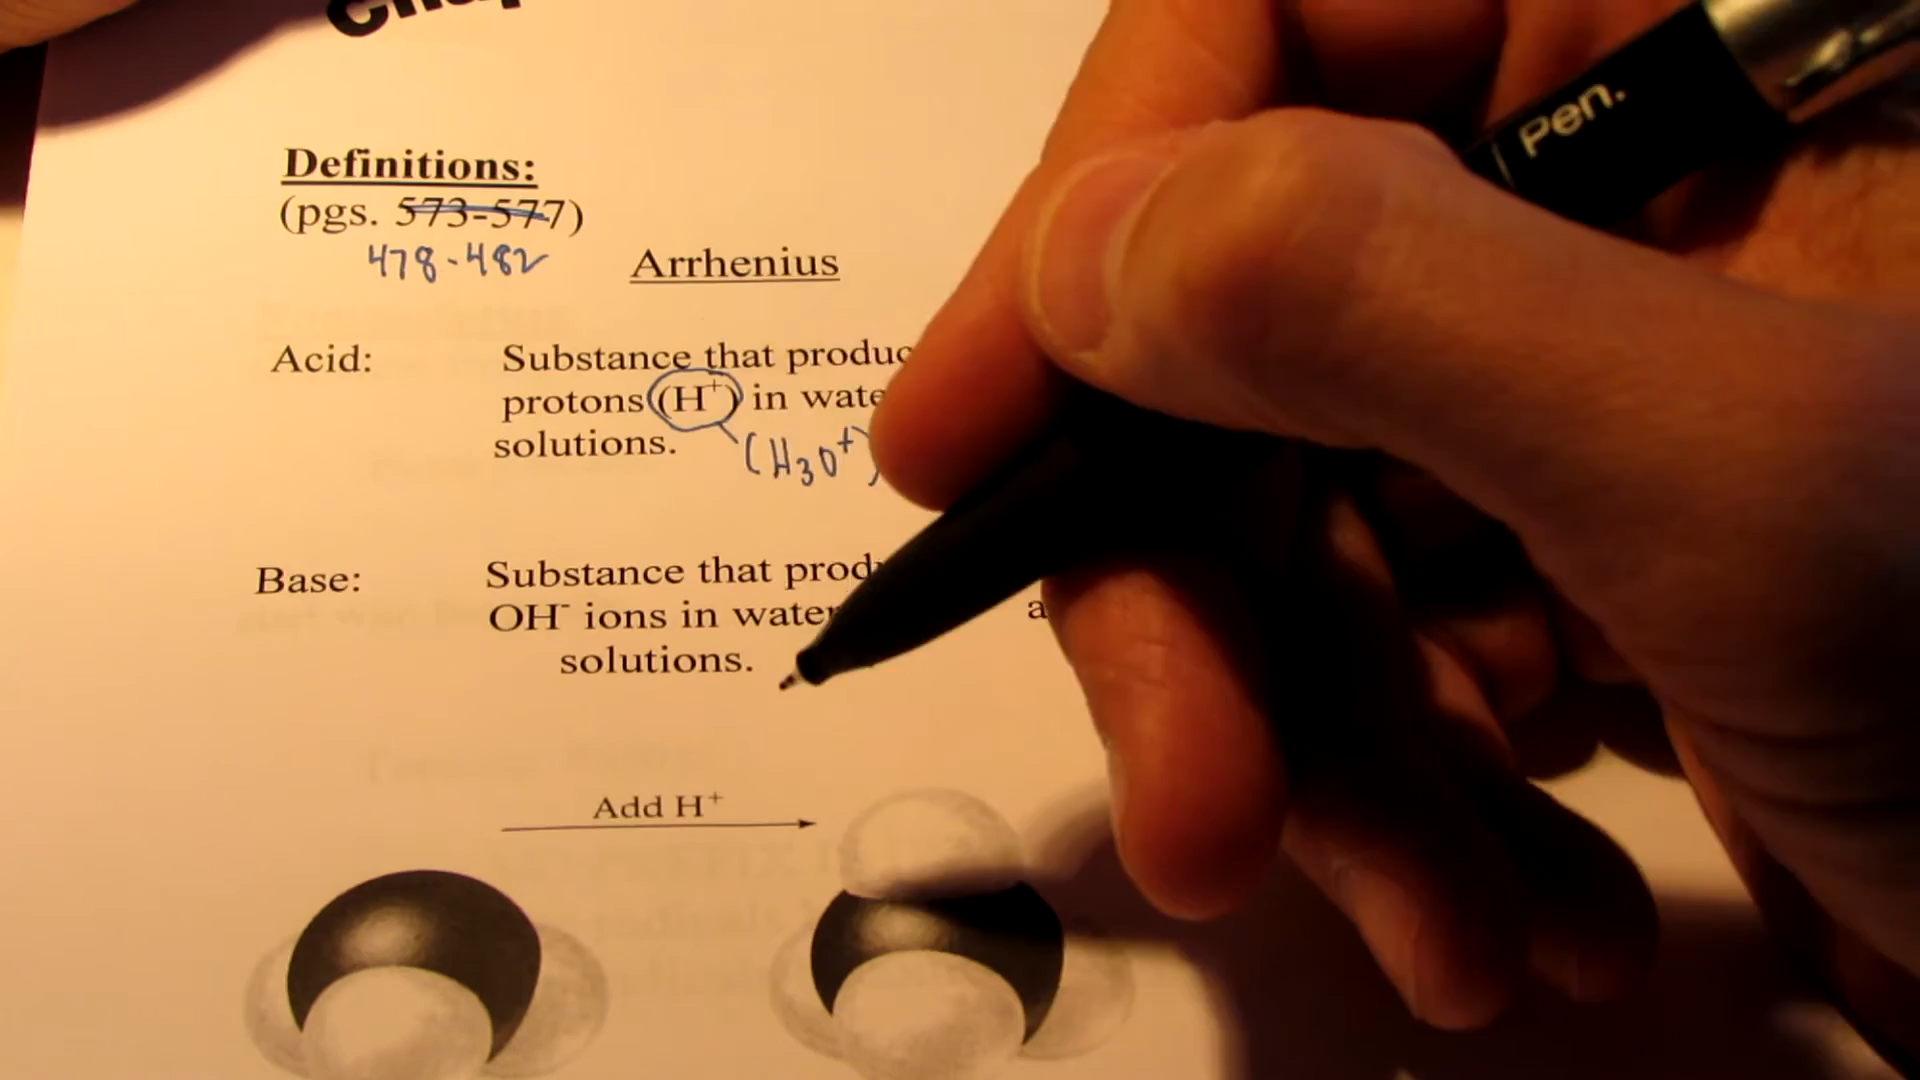 Definitions:
(pgs. 573-577)
478-482
Arrhenius
Acid: Substance that produc
protons (H⁺) in wate
solutions.
(H₃O⁺)
Base: Substance that prod
OH⁻ ions in water
solutions.
a
Add H⁺
Pen.